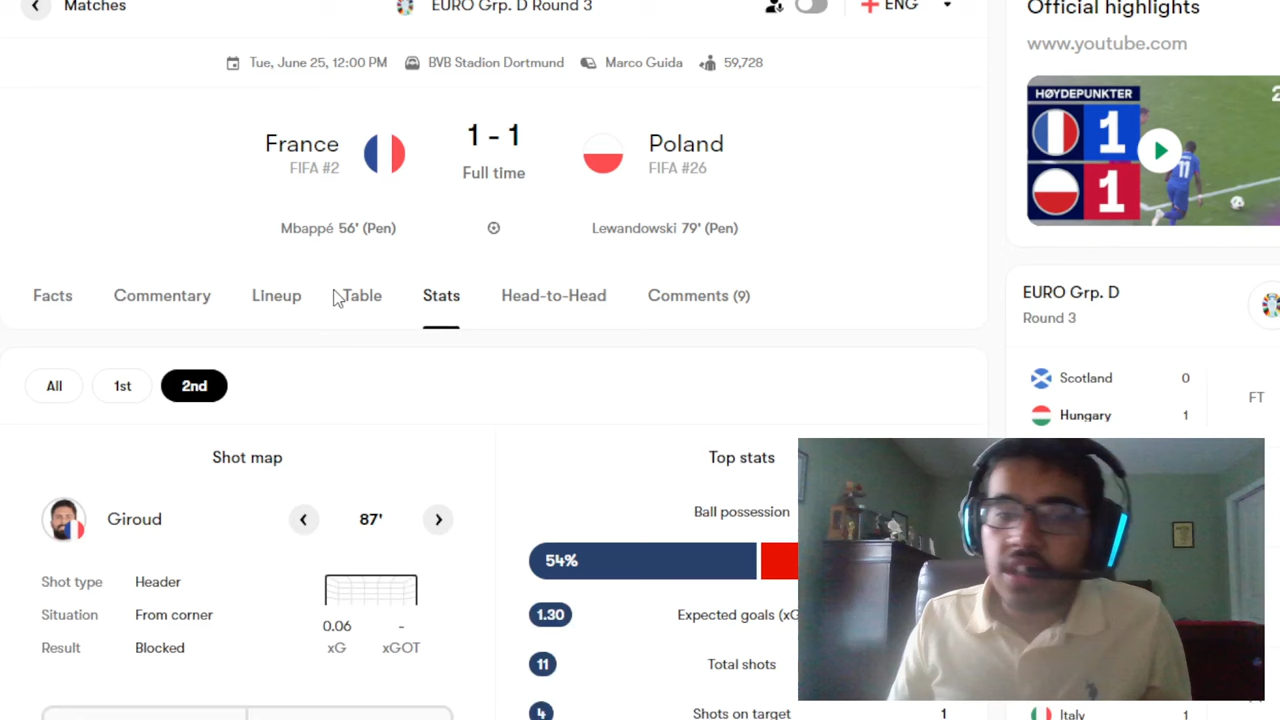 Matches
EURO Grp. D Round 3
ENG
Tue, June 25, 12:00 PM
BVB Stadion Dortmund
Marco Guida
59,728
France
FIFA #2
1 - 1
Full time
Poland
FIFA #26
Mbappé 56' (Pen)
Lewandowski 79' (Pen)
Facts
Commentary
Lineup
Table
Stats
Head-to-Head
Comments (9)
All
1st
2nd
Shot map
Giroud
87'
Shot type Header
Situation From corner
Result Blocked
0.06
xG
-
xGOT
Top stats
Ball possession
54%
1.30
Expected goals (xG
11
Total shots
4
Shots on target
1
Official highlights
www.youtube.com
HØYDEPUNKTER
2
1
1
11
EURO Grp. D
Round 3
Scotland 0
FT
Hungary 1
Italy 1